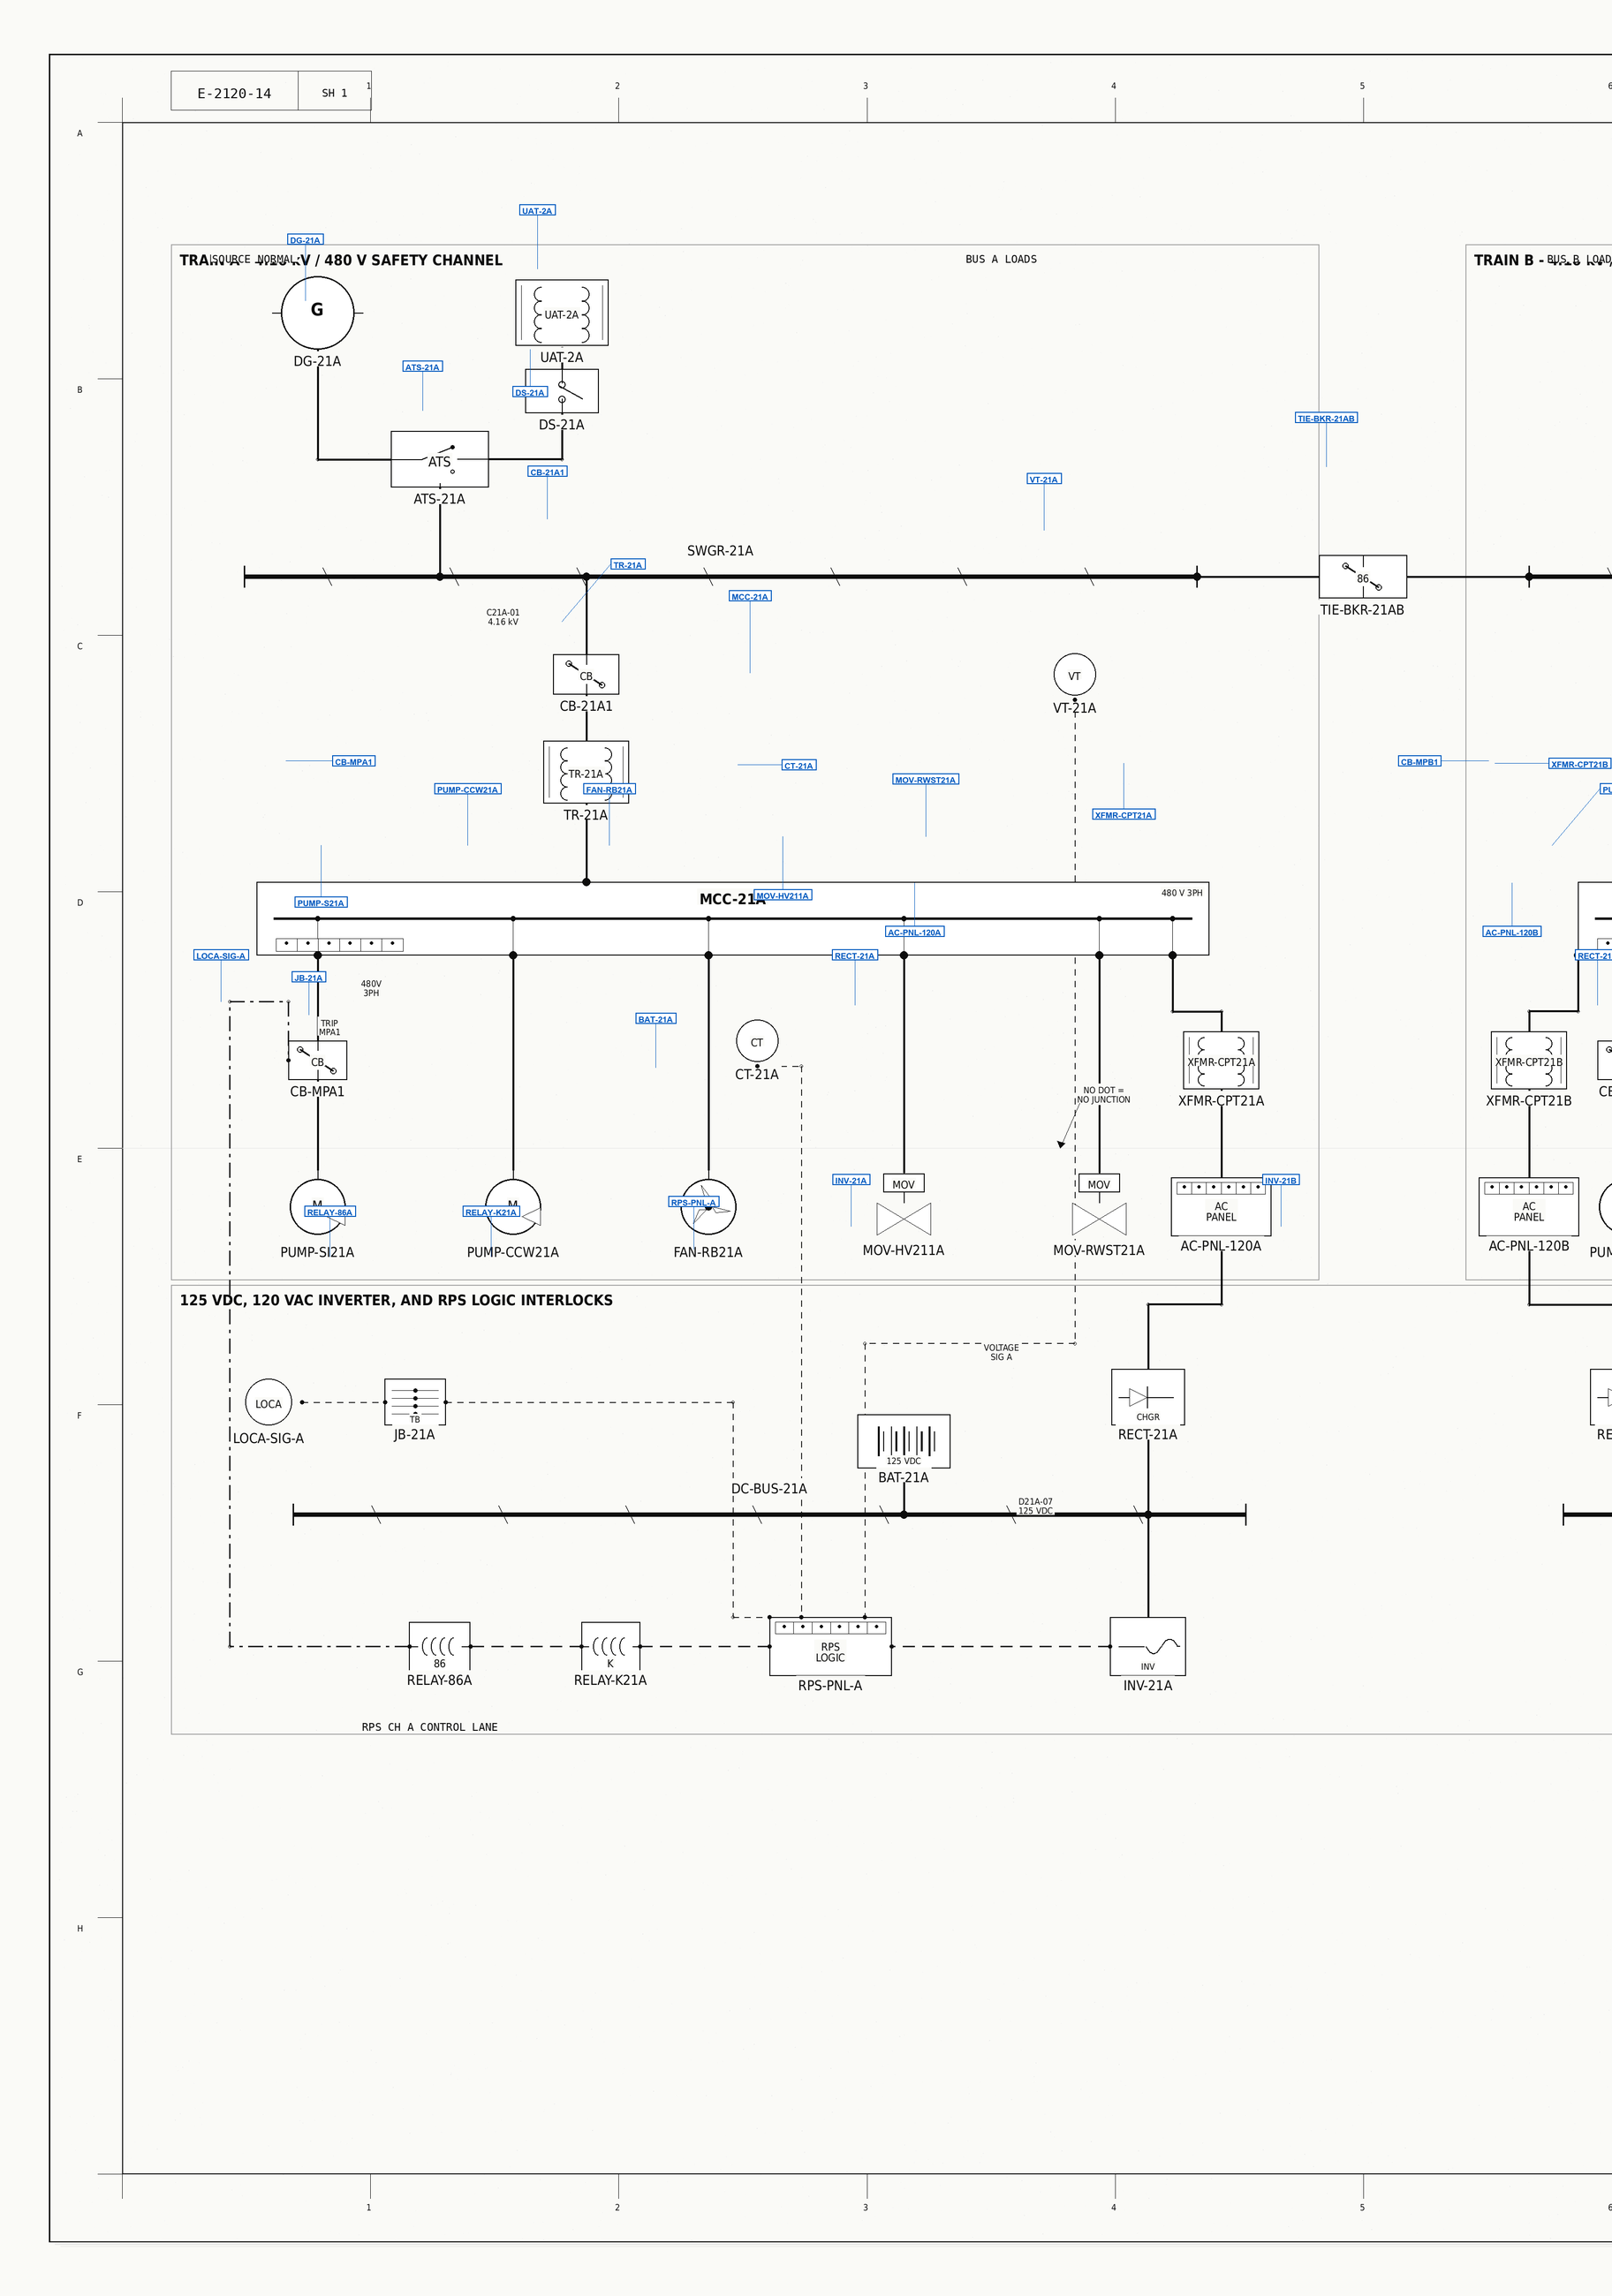 E-2120-14
SH 1
1
2
3
4
5
6
A
B
C
D
E
F
G
H
UAT-2A
DG-21A
SOURCE NORMAL:
V / 480 V SAFETY CHANNEL
BUS A LOADS
TRAIN B -
G
DG-21A
UAT-2A
UAT-2A
ATS-21A
DS-21A
DS-21A
TIE-BKR-21AB
ATS
ATS-21A
CB-21A1
VT-21A
SWGR-21A
TR-21A
86
TIE-BKR-21AB
MCC-21A
C21A-01
4.16 kV
CB
CB-21A1
VT
VT-21A
CB-MPA1
TR-21A
TR-21A
CT-21A
PUMP-CCW21A
FAN-RB21A
MOV-RWST21A
XFMR-CPT21A
CB-MPB1
XFMR-CPT21B
MCC-21A
480 V 3PH
PUMP-S21A
MOV-HV211A
AC-PNL-120A
AC-PNL-120B
LOCA-SIG-A
RECT-21A
JB-21A
480V
3PH
BAT-21A
TRIP
MPA1
CB
CB-MPA1
CT
CT-21A
NO DOT =
NO JUNCTION
XFMR-CPT21A
XFMR-CPT21A
XFMR-CPT21B
XFMR-CPT21B
RELAY-86A
PUMP-SI21A
M
RELAY-K21A
PUMP-CCW21A
RPS-PNL-A
FAN-RB21A
INV-21A
MOV
MOV-HV211A
MOV
MOV-RWST21A
AC
PANEL
AC-PNL-120A
INV-21B
AC
PANEL
AC-PNL-120B
125 VDC, 120 VAC INVERTER, AND RPS LOGIC INTERLOCKS
VOLTAGE
SIG A
LOCA
LOCA-SIG-A
TB
JB-21A
125 VDC
BAT-21A
CHGR
RECT-21A
DC-BUS-21A
D21A-07
125 VDC
86
RELAY-86A
K
RELAY-K21A
RPS
LOGIC
RPS-PNL-A
INV
INV-21A
RPS CH A CONTROL LANE
1
2
3
4
5
6